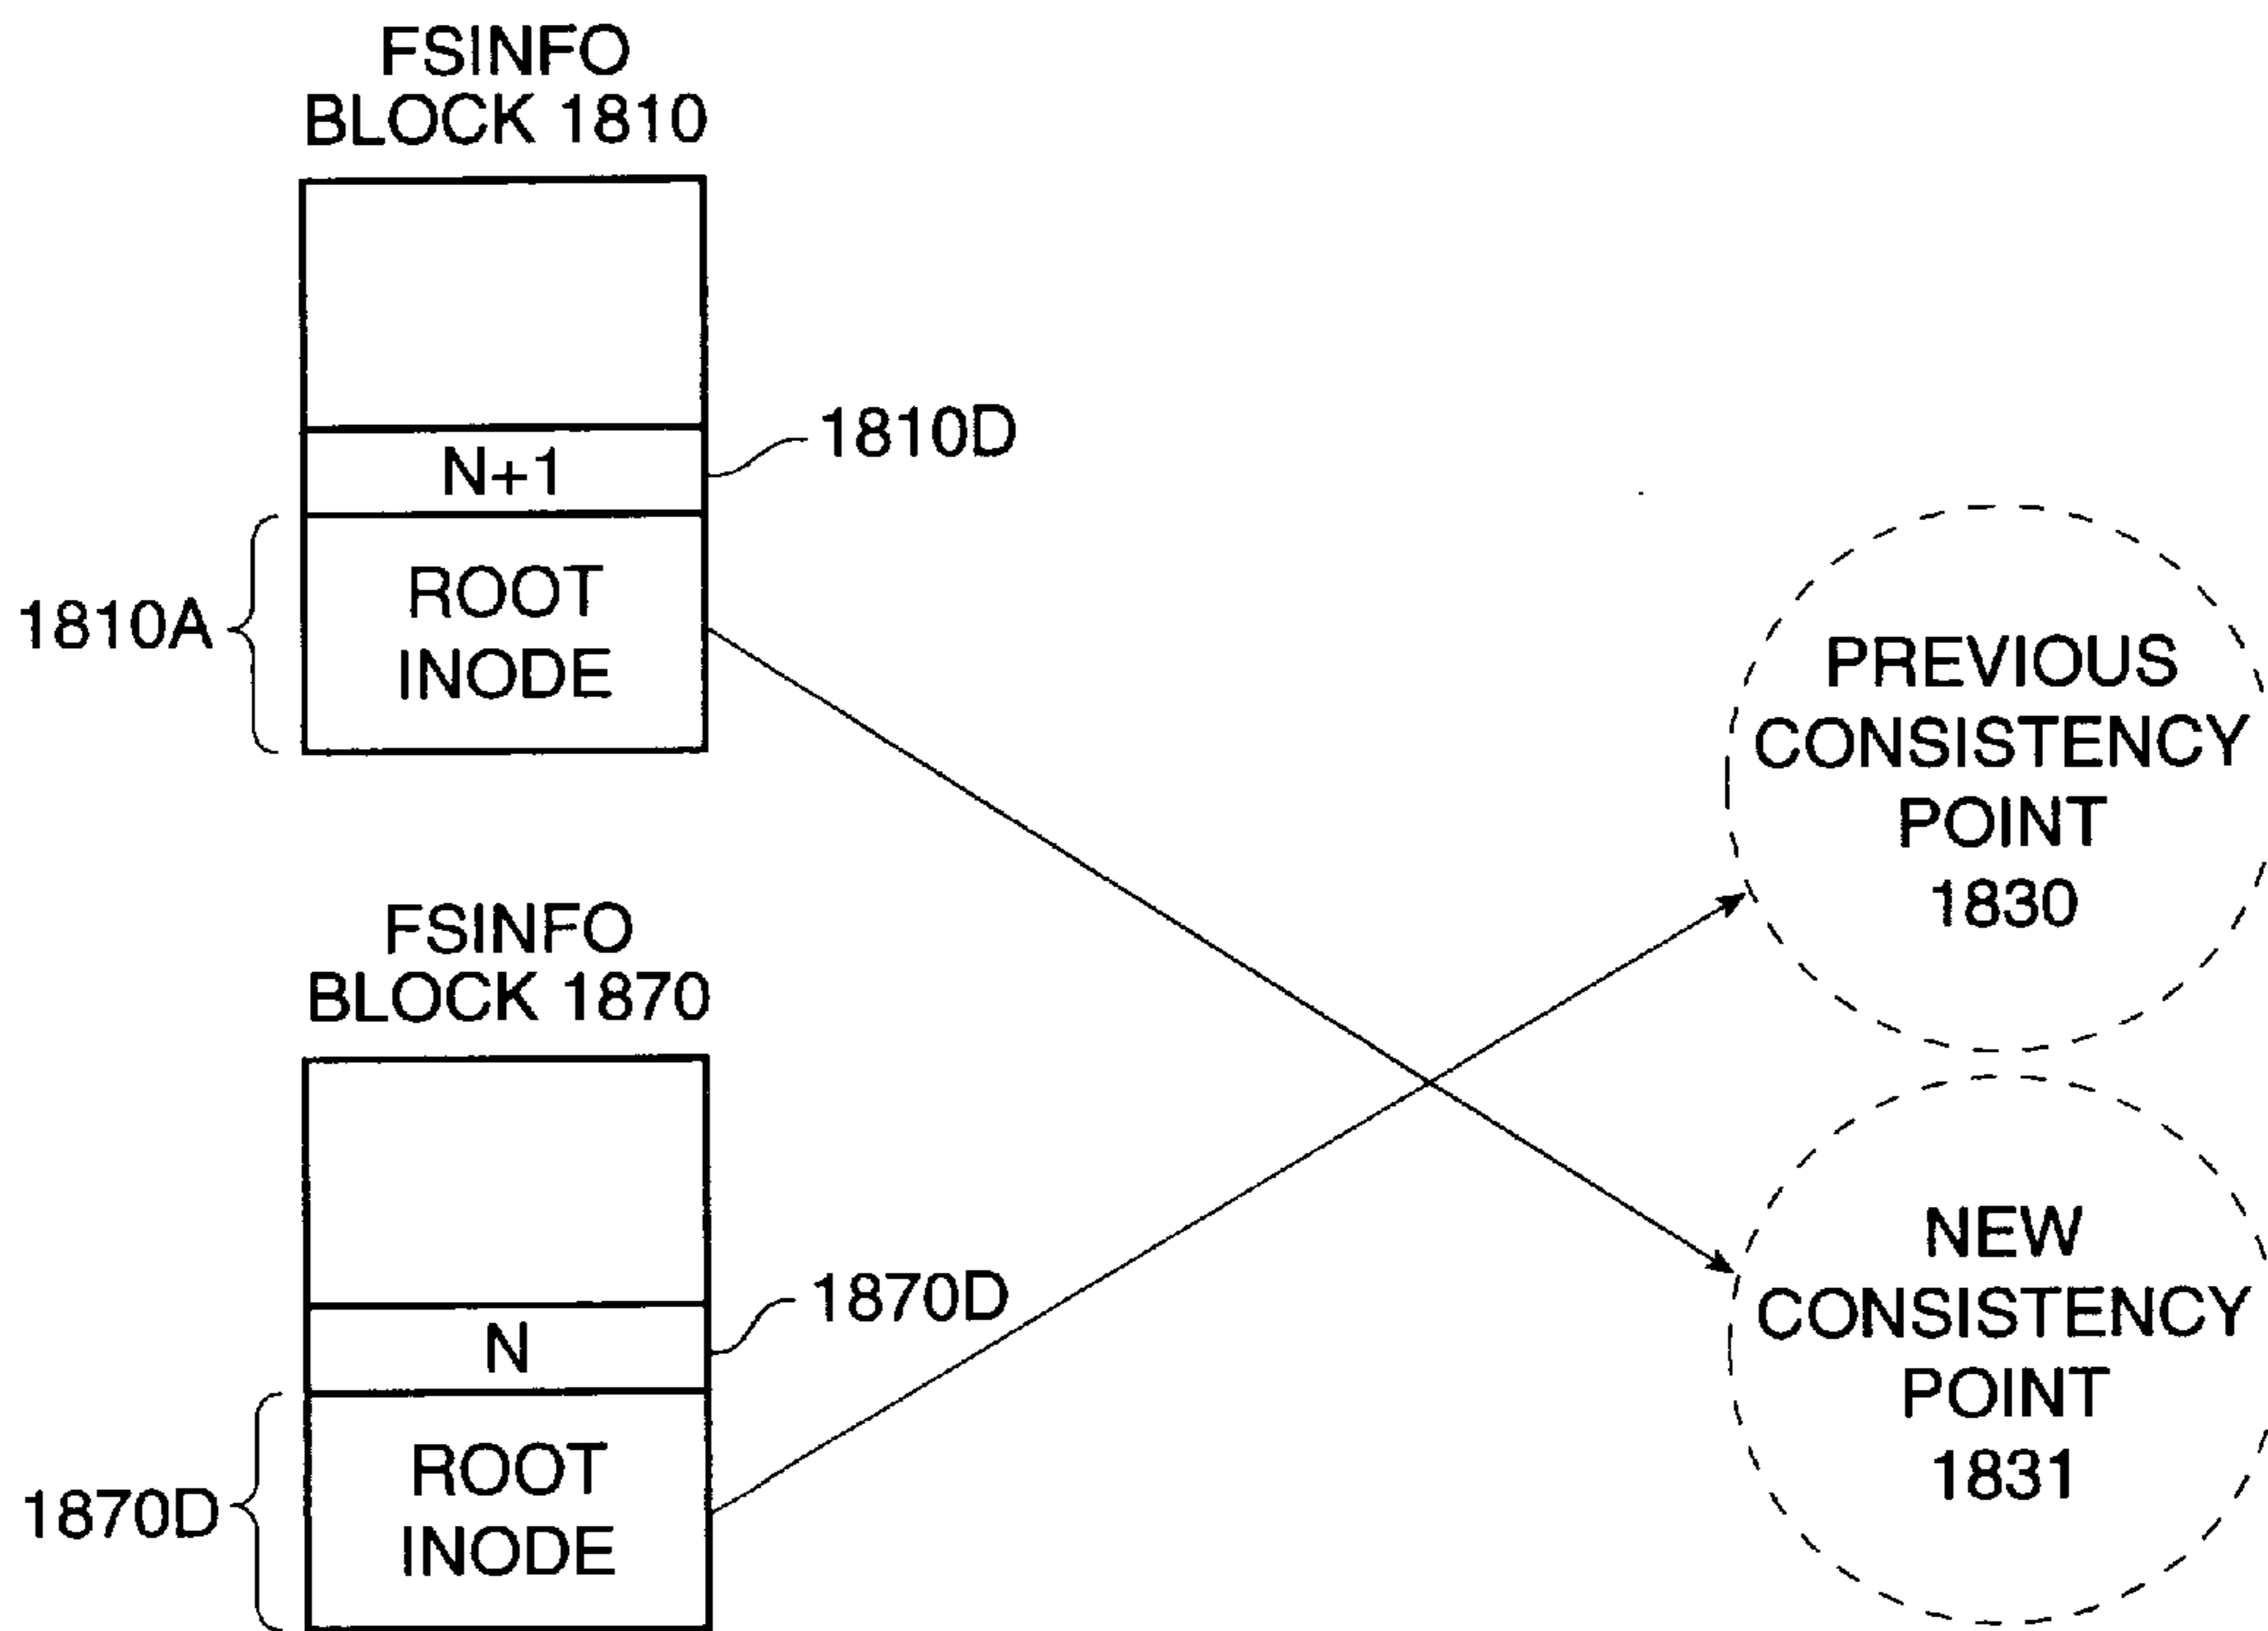 FSINFO
BLOCK 1810
1810D
N+1
1810A
ROOT
INODE
PREVIOUS
CONSISTENCY
POINT
1830
FSINFO
BLOCK 1870
1870D
N
1870D
ROOT
INODE
NEW
CONSISTENCY
POINT
1831